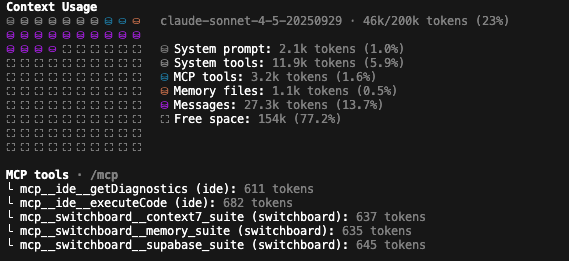 Context Usage
claude-sonnet-4-5-20250929 · 46k/200k tokens (23%)
System prompt: 2.1k tokens (1.0%)
System tools: 11.9k tokens (5.9%)
MCP tools: 3.2k tokens (1.6%)
Memory files: 1.1k tokens (0.5%)
Messages: 27.3k tokens (13.7%)
Free space: 154k (77.2%)
MCP tools · /mcp
└ mcp__ide__getDiagnostics (ide): 611 tokens
└ mcp__ide__executeCode (ide): 682 tokens
└ mcp__switchboard__context7_suite (switchboard): 637 tokens
└ mcp__switchboard__memory_suite (switchboard): 635 tokens
└ mcp__switchboard__supabase_suite (switchboard): 645 tokens